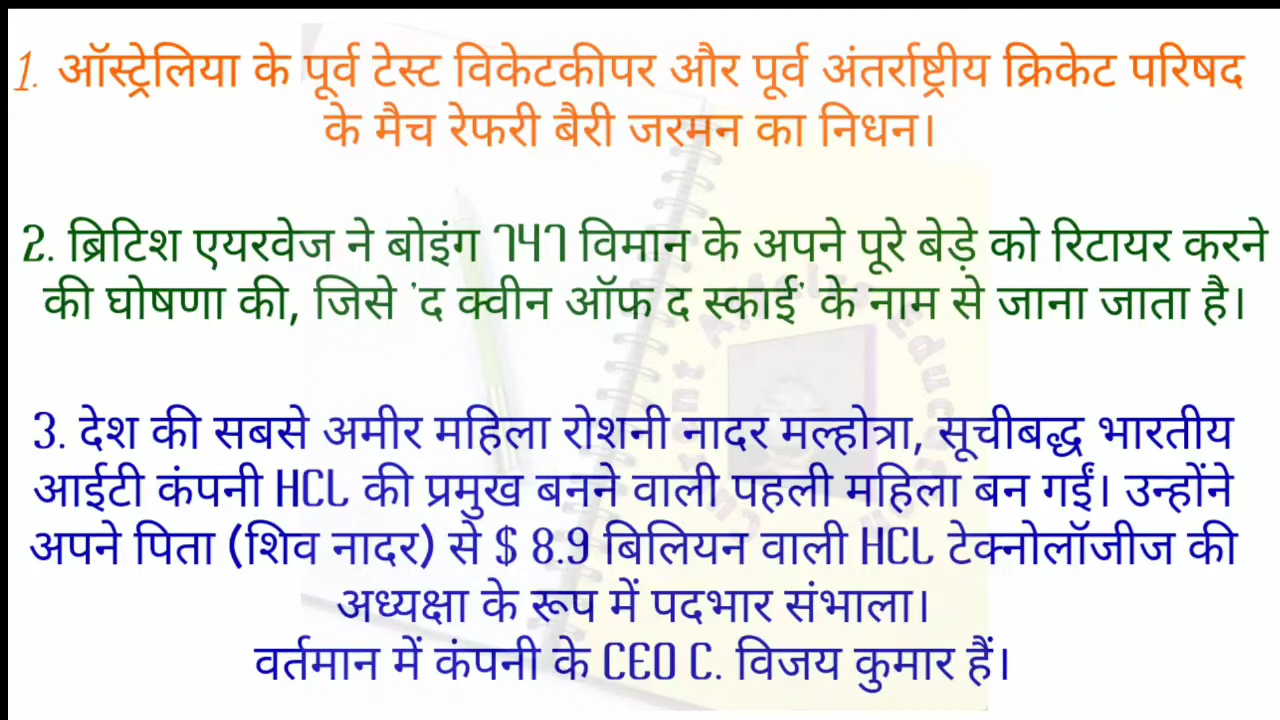 1. ऑस्ट्रेलिया के पूर्व टेस्ट विकेटकीपर और पूर्व अंतर्राष्ट्रीय क्रिकेट परिषद
के मैच रेफरी बैरी जरमन का निधन।
2. ब्रिटिश एयरवेज ने बोइंग 747 विमान के अपने पूरे बेड़े को रिटायर करने
की घोषणा की, जिसे 'द क्वीन ऑफ द स्काई' के नाम से जाना जाता है।
3. देश की सबसे अमीर महिला रोशनी नादर मल्होत्रा, सूचीबद्ध भारतीय
आईटी कंपनी HCL की प्रमुख बनने वाली पहली महिला बन गईं। उन्होंने
अपने पिता (शिव नादर) से $ 8.9 बिलियन वाली HCL टेक्नोलॉजीज की
अध्यक्षा के रूप में पदभार संभाला।
वर्तमान में कंपनी के CEO C. विजय कुमार हैं।